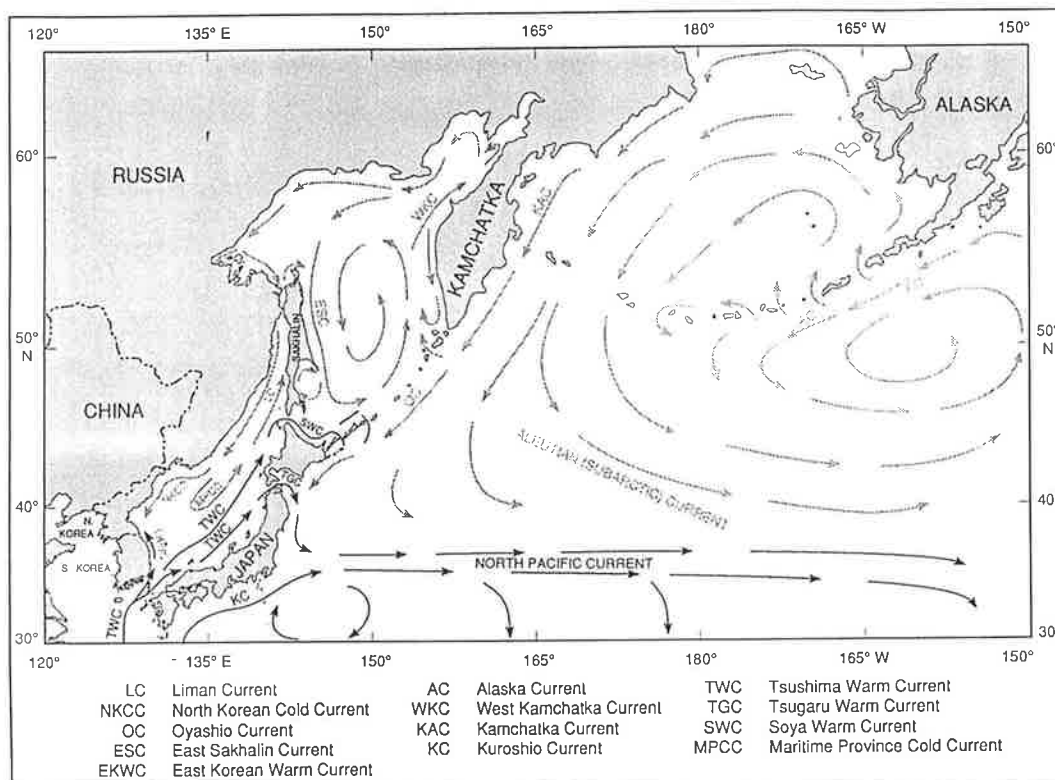 120° 135° E 150° 165° 180° 165° W 150°
ALASKA
60° 60°
RUSSIA
WKC
KAMCHATKA
KAC
ESC
SAKHALIN
50° N 50° N
CHINA
SWC
OC
ALEUTIAN (SUBARCTIC) CURRENT
TGC
MPCC
40° 40°
N. KOREA
TWC
TWC
JAPAN
S KOREA
NORTH PACIFIC CURRENT
KC
TWC
30° 30°
120° 135° E 150° 165° 180° 165° W 150°
LC Liman Current AC Alaska Current TWC Tsushima Warm Current
NKCC North Korean Cold Current WKC West Kamchatka Current TGC Tsugaru Warm Current
OC Oyashio Current KAC Kamchatka Current SWC Soya Warm Current
ESC East Sakhalin Current KC Kuroshio Current MPCC Maritime Province Cold Current
EKWC East Korean Warm Current